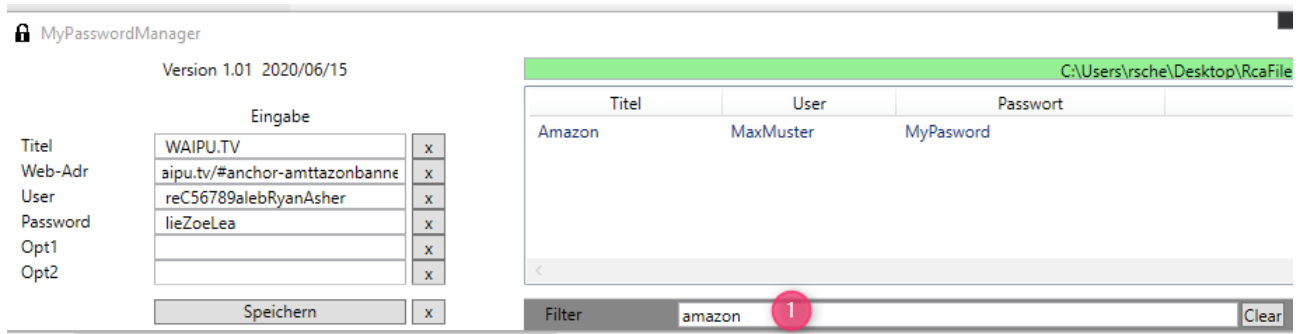 MyPasswordManager
Version 1.01 2020/06/15
C:\Users\rsche\Desktop\RcaFile
Eingabe
Titel WAIPU.TV x
Web-Adr aipu.tv/#anchor-amttazonbanne x
User reC56789alebRyanAsher x
Password lieZoeLea x
Opt1 x
Opt2 x
Speichern x
Titel User Passwort
Amazon MaxMuster MyPasword
Filter amazon 1 Clear